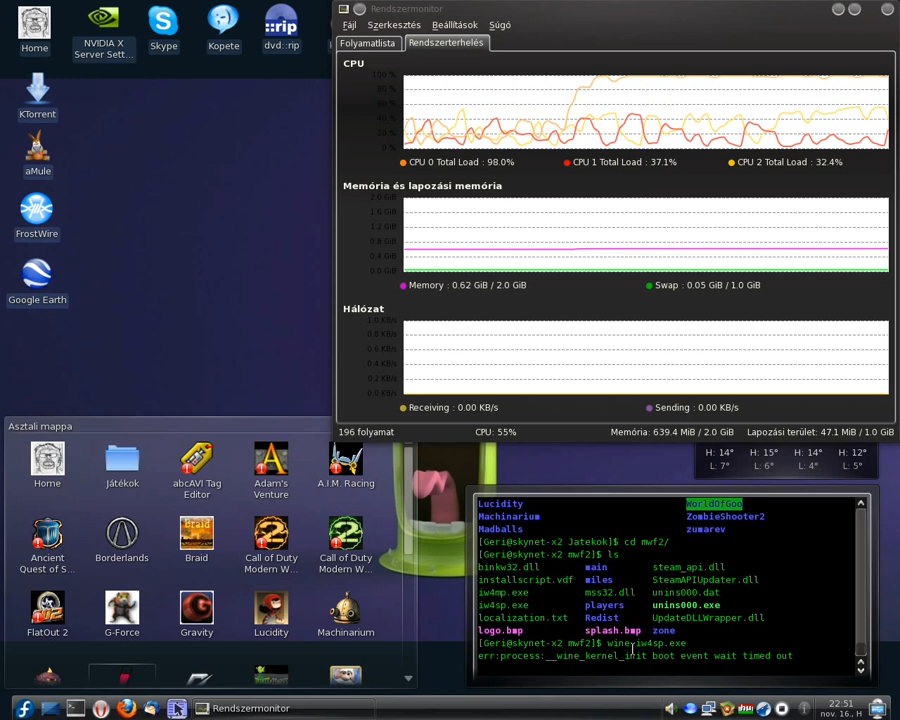 Home
NVIDIA X
Server Sett...
Skype
Kopete
::rip
dvd::rip
KTorrent
aMule
FrostWire
Google Earth
Rendszermonitor
Fájl Szerkesztés Beállítások Súgó
Folyamatlista Rendszerterhelés
CPU
100 %
80 %
60 %
40 %
20 %
0 %
CPU 0 Total Load : 98.0% CPU 1 Total Load : 37.1% CPU 2 Total Load : 32.4%
Memória és lapozási memória
2.0 GiB
1.6 GiB
1.2 GiB
0.8 GiB
0.4 GiB
0.0 GiB
Memory : 0.62 GiB / 2.0 GiB Swap : 0.05 GiB / 1.0 GiB
Hálózat
1.0 KB/s
0.8 KB/s
0.6 KB/s
0.4 KB/s
0.2 KB/s
0.0 KB/s
Receiving : 0.00 KB/s Sending : 0.00 KB/s
196 folyamat CPU: 55% Memória: 639.4 MiB / 2.0 GiB Lapozási terület: 47.1 MiB / 1.0 GiB
H: 14° H: 15° H: 14° H: 12°
L: 7° L: 6° L: 4° L: 5°
Asztali mappa
Home
Játékok
abcAVI Tag
Editor
Adam's
Venture
A.I.M. Racing
Ancient
Quest of S...
Borderlands
Braid
Braid
Call of Duty
Modern W...
Call of Duty
Modern W...
FlatOut 2
G-Force
Gravity
Lucidity
Machinarium
Lucidity WorldOfGoo
Machinarium ZombieShooter2
Madballs zumarev
[Geri@skynet-x2 Jatekok]$ cd mwf2/
[Geri@skynet-x2 mwf2]$ ls
binkw32.dll main steam_api.dll
installscript.vdf miles SteamAPIUpdater.dll
iw4mp.exe mss32.dll unins000.dat
iw4sp.exe players unins000.exe
localization.txt Redist UpdateDLLWrapper.dll
logo.bmp splash.bmp zone
[Geri@skynet-x2 mwf2]$ wine iw4sp.exe
err:process:__wine_kernel_init boot event wait timed out
Rendszermonitor
22:51
nov. 16., H